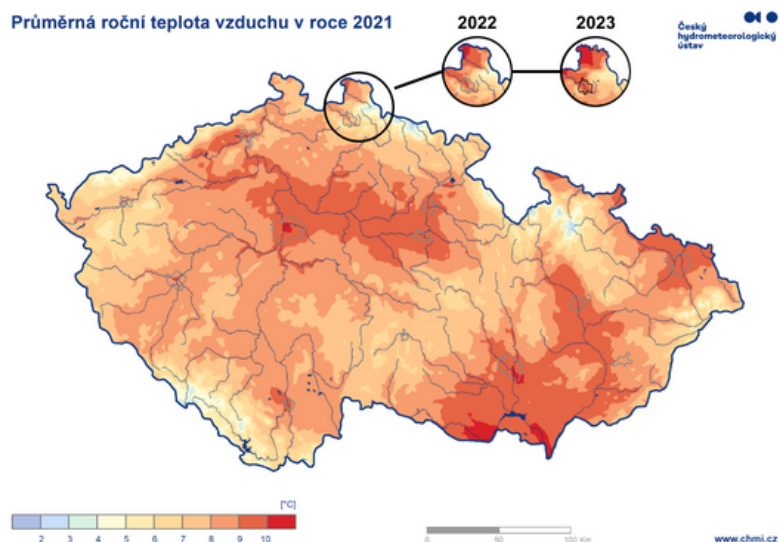 Průměrná roční teplota vzduchu v roce 2021
2022
2023
Český
hydrometeorologický
ústav
[°C]
2 3 4 5 6 7 8 9 10
0 50 100 Km
www.chmi.cz